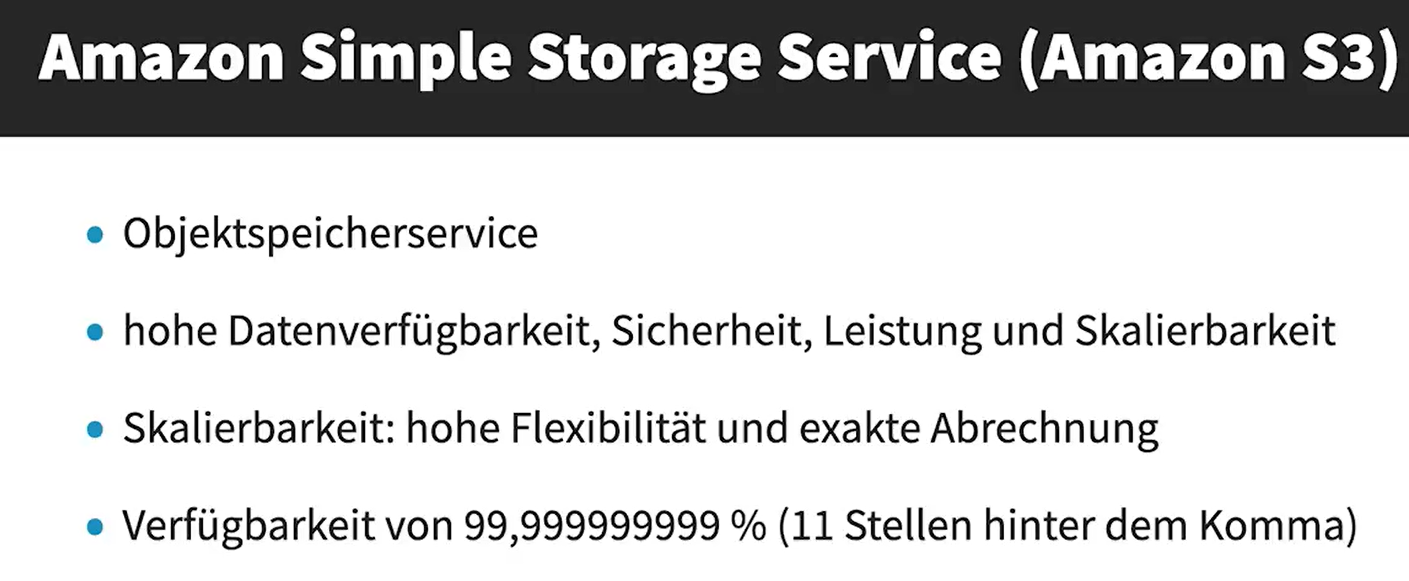 Amazon Simple Storage Service (Amazon S3)
Objektspeicherservice
hohe Datenverfügbarkeit, Sicherheit, Leistung und Skalierbarkeit
Skalierbarkeit: hohe Flexibilität und exakte Abrechnung
Verfügbarkeit von 99,999999999 % (11 Stellen hinter dem Komma)